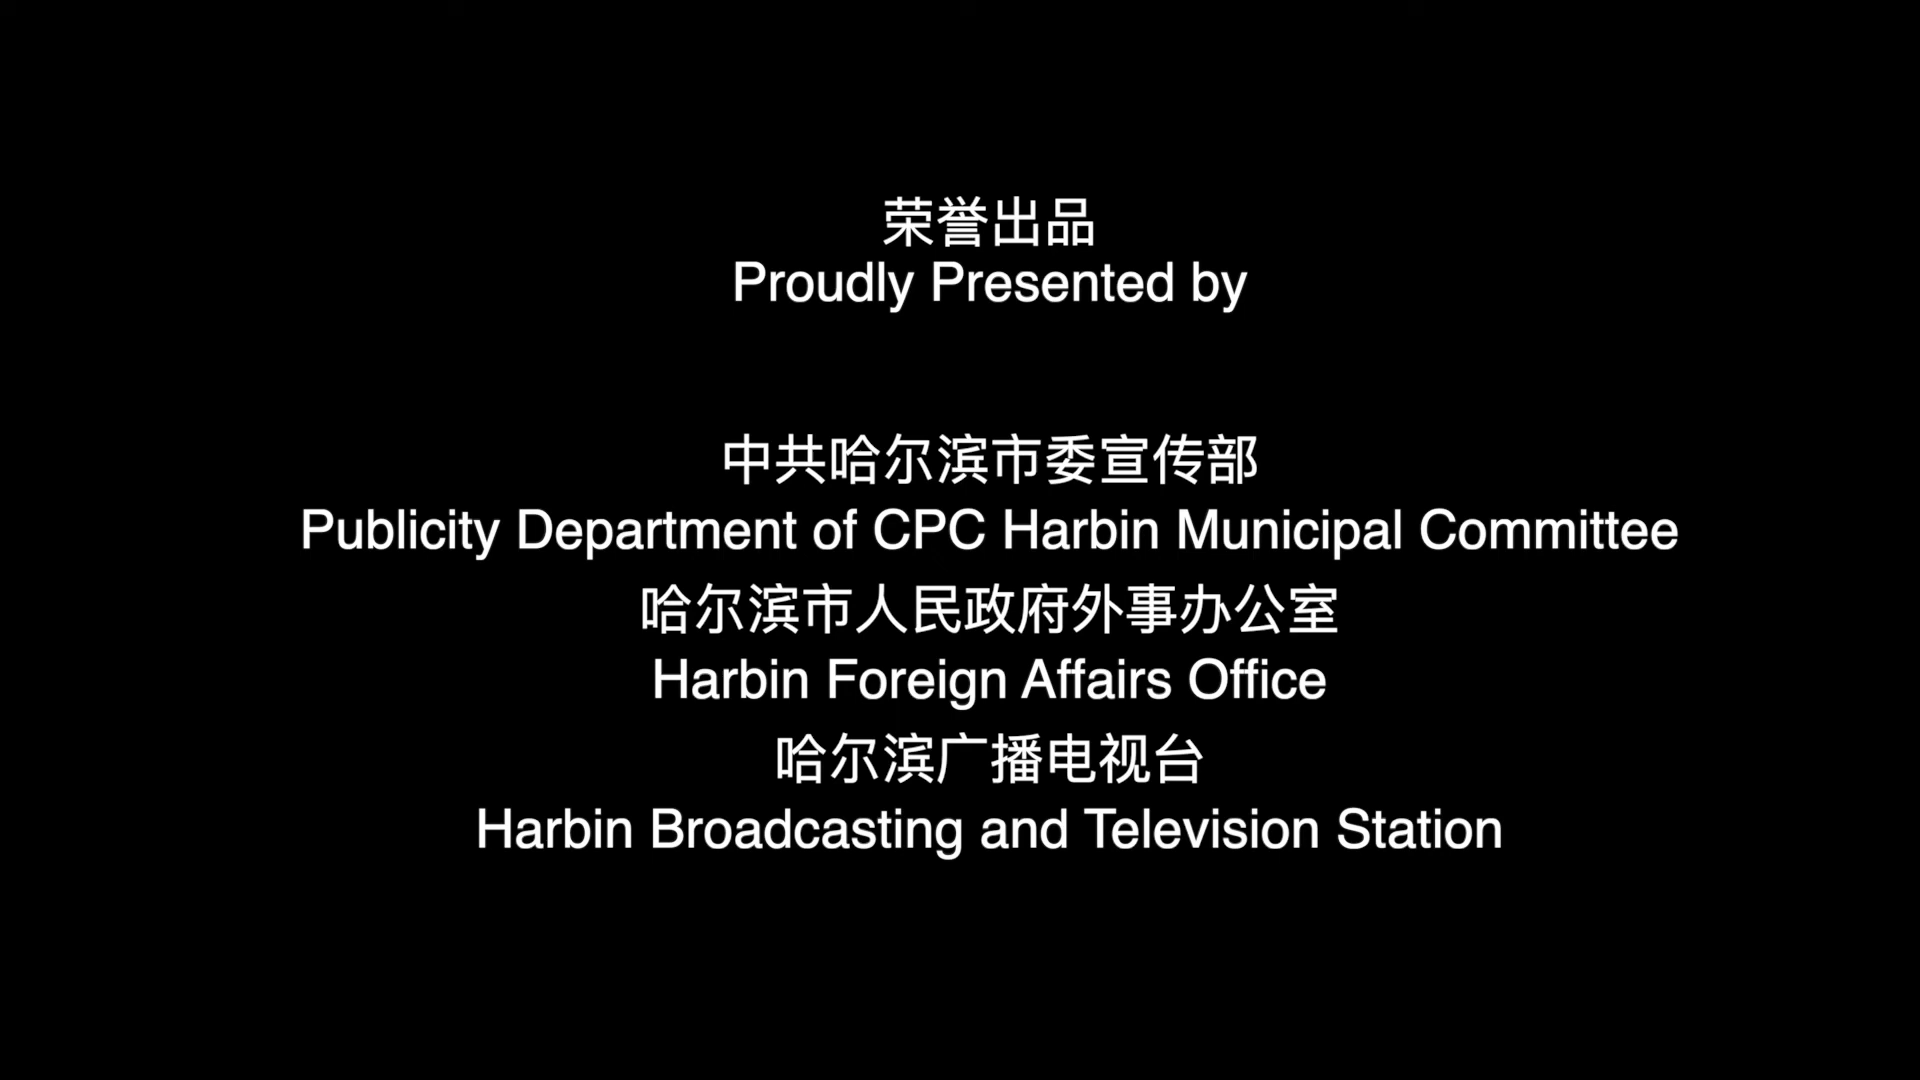 荣誉出品
Proudly Presented by
中共哈尔滨市委宣传部
Publicity Department of CPC Harbin Municipal Committee
哈尔滨市人民政府外事办公室
Harbin Foreign Affairs Office
哈尔滨广播电视台
Harbin Broadcasting and Television Station